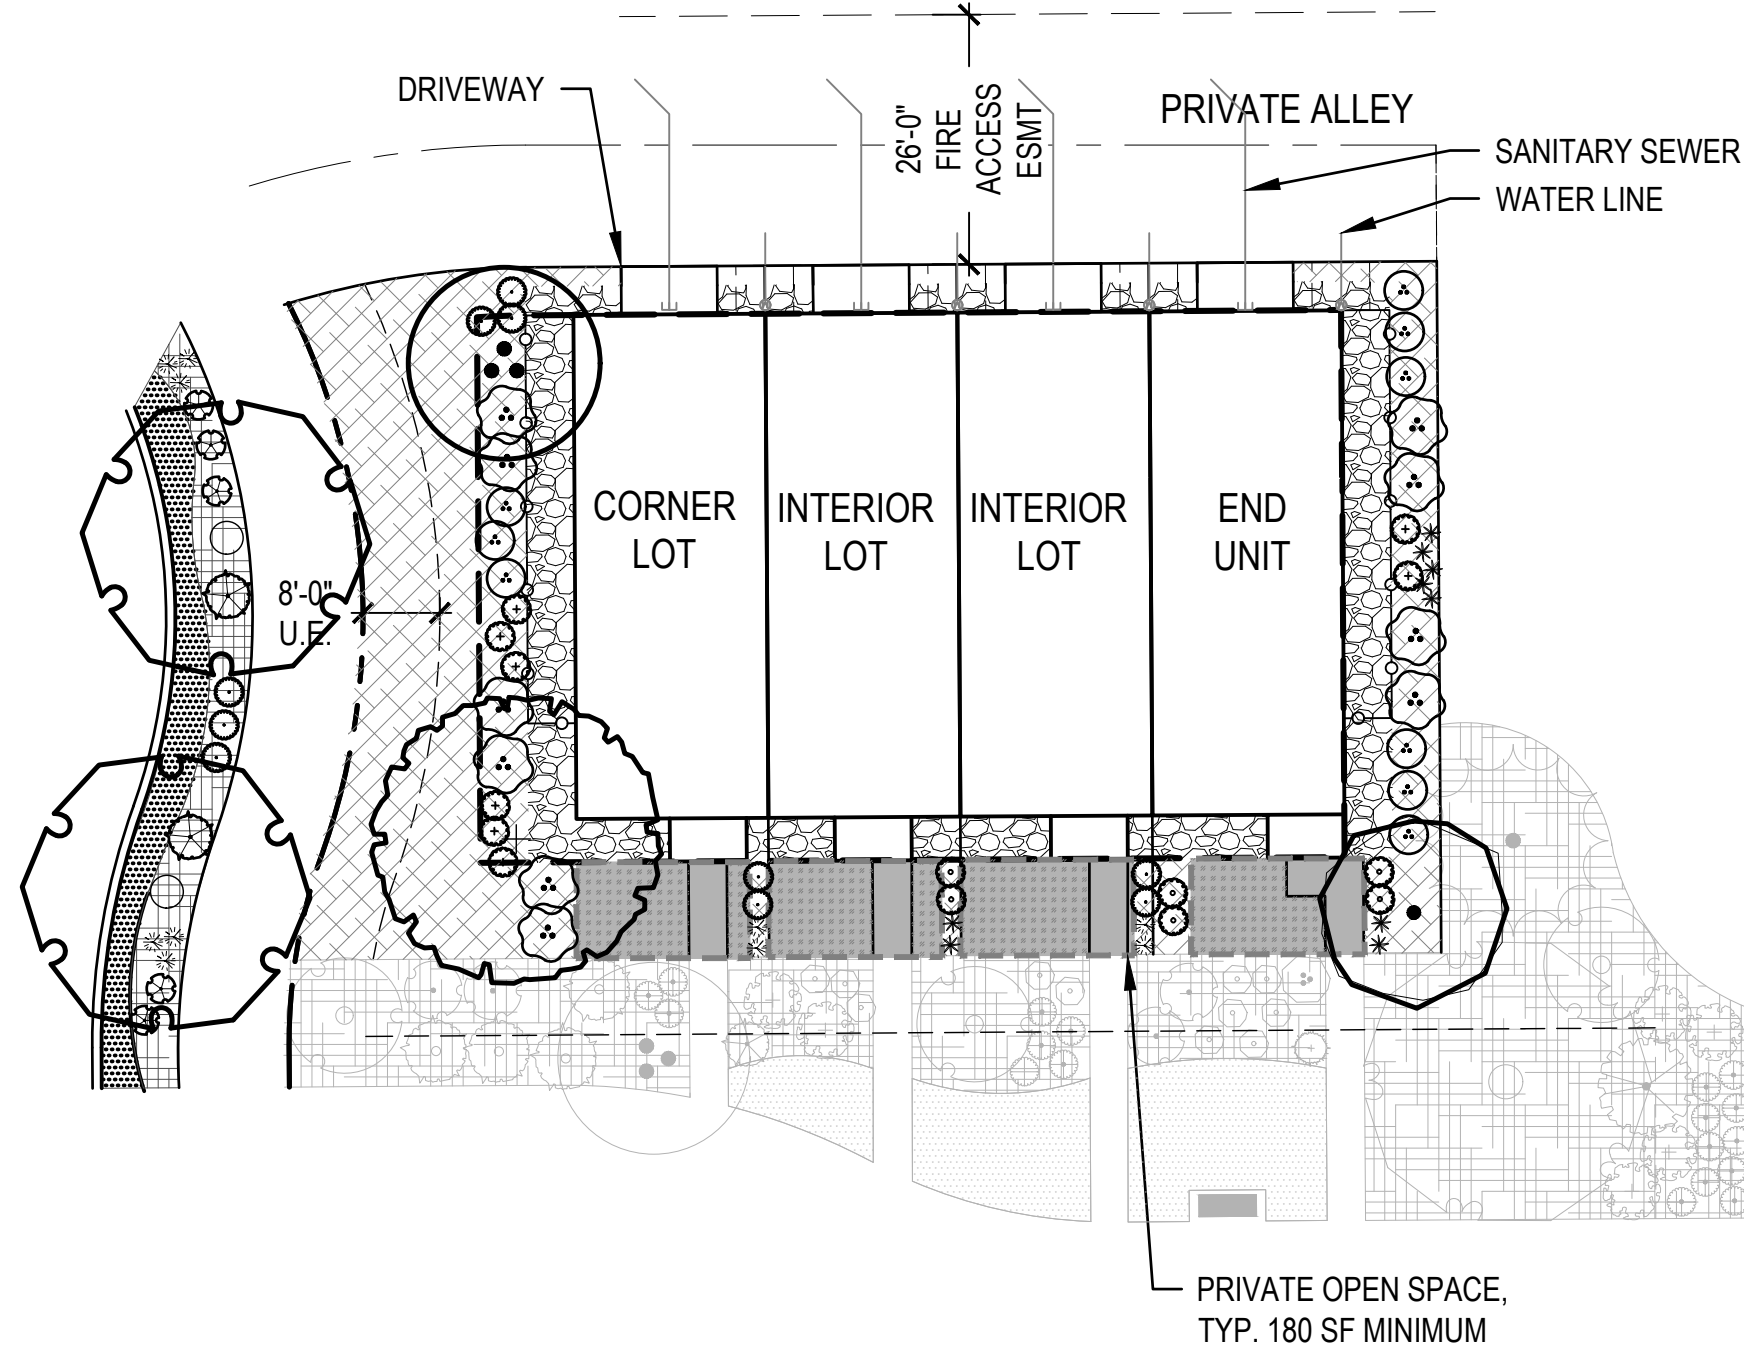 DRIVEWAY
26'-0"
FIRE
ACCESS
ESMT
PRIVATE ALLEY
SANITARY SEWER
WATER LINE
CORNER
LOT
INTERIOR
LOT
INTERIOR
LOT
END
UNIT
8'-0"
U.E.
PRIVATE OPEN SPACE,
TYP. 180 SF MINIMUM